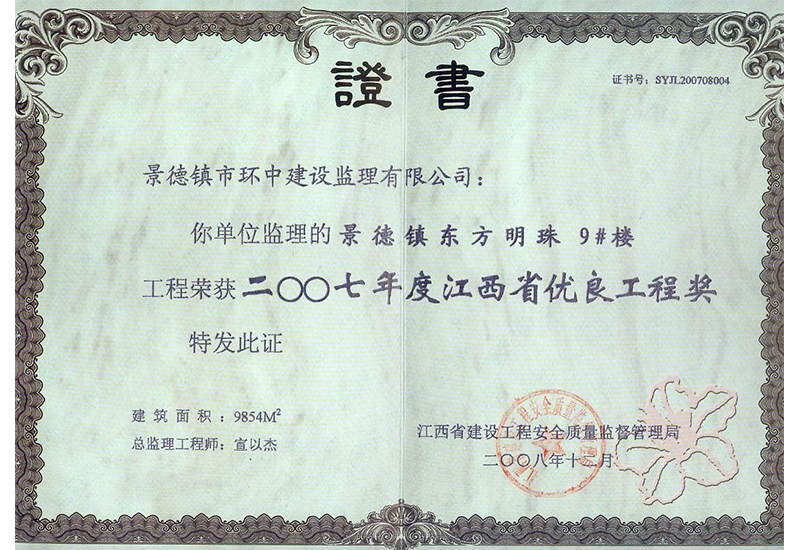 證書
证书号：SYJL200708004
景德镇市环中建设监理有限公司：
你单位监理的景德镇东方明珠 9#楼
工程荣获二〇〇七年度江西省优良工程奖
特发此证
建筑面积：9854M²
总监理工程师：宣以杰
江西省建设工程安全质量监督管理局
二〇〇八年十二月